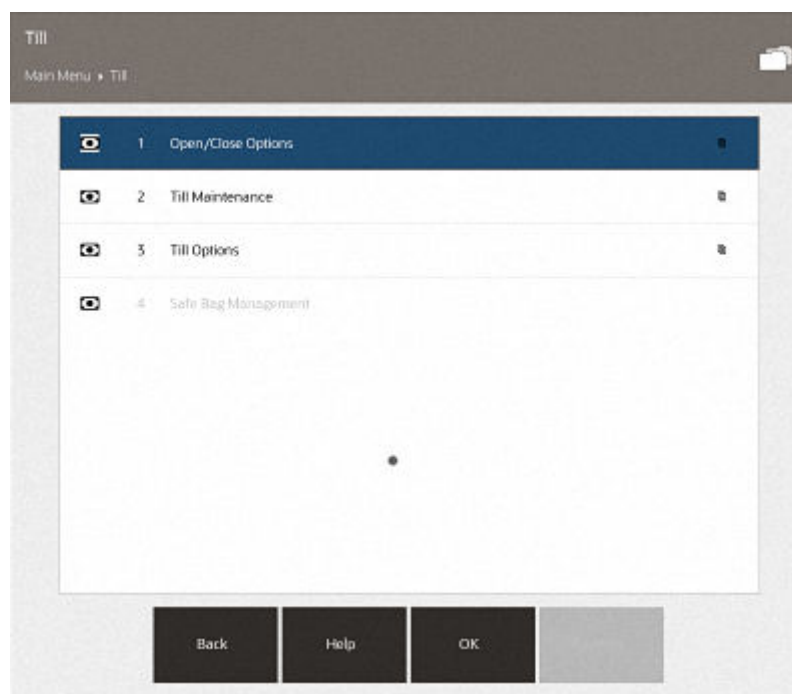 Till
Main Menu ▸ Till
1 Open/Close Options
2 Till Maintenance
3 Till Options
4 Safe Bag Management
Back Help OK